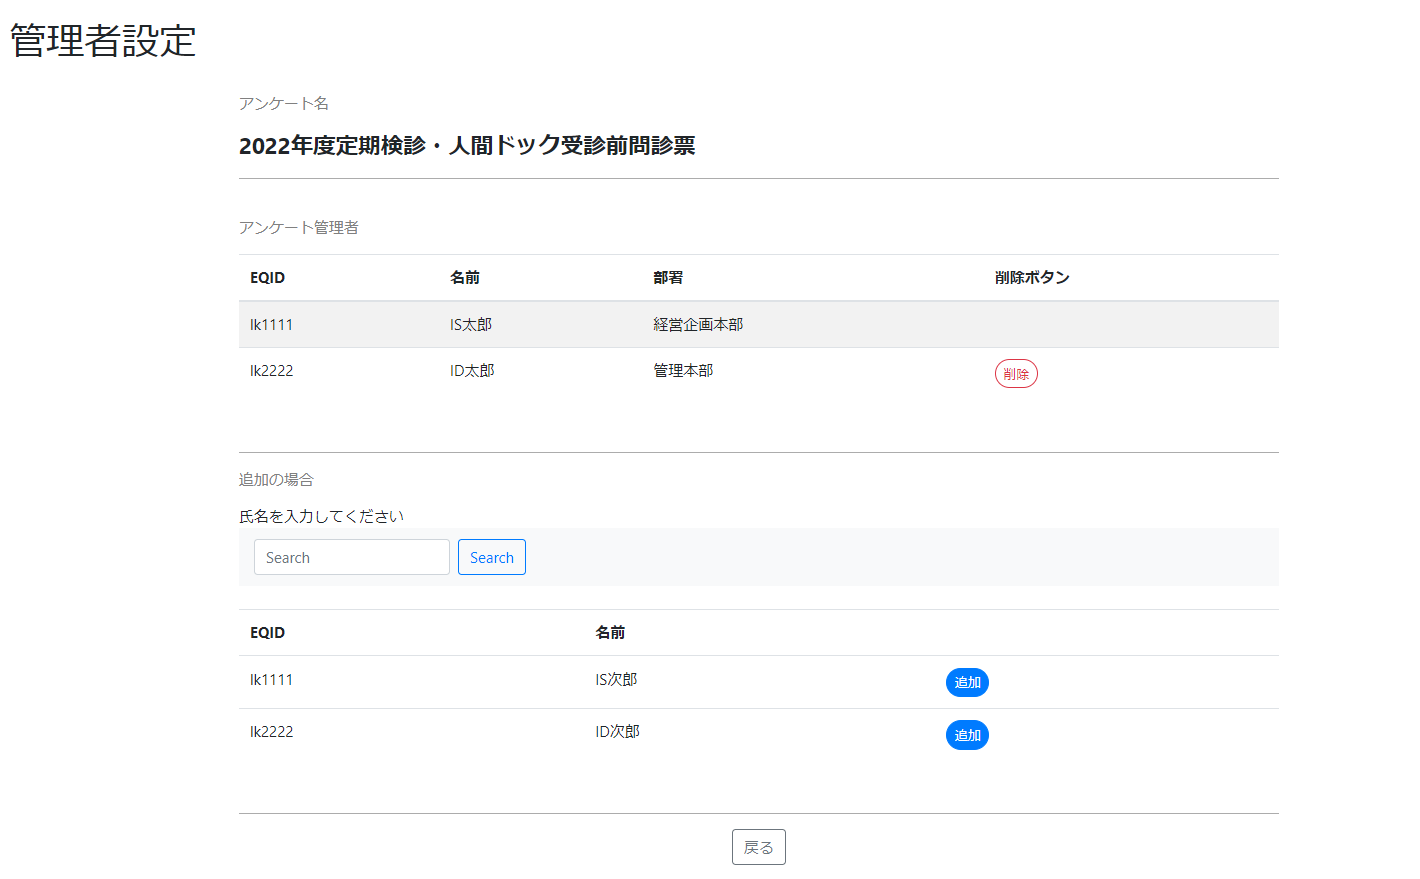 管理者設定
アンケート名
2022年度定期検診・人間ドック受診前問診票
アンケート管理者
EQID 名前 部署 削除ボタン
lk1111 IS太郎 経営企画本部
lk2222 ID太郎 管理本部 削除
追加の場合
氏名を入力してください
Search Search
EQID 名前
lk1111 IS次郎 追加
lk2222 ID次郎 追加
戻る